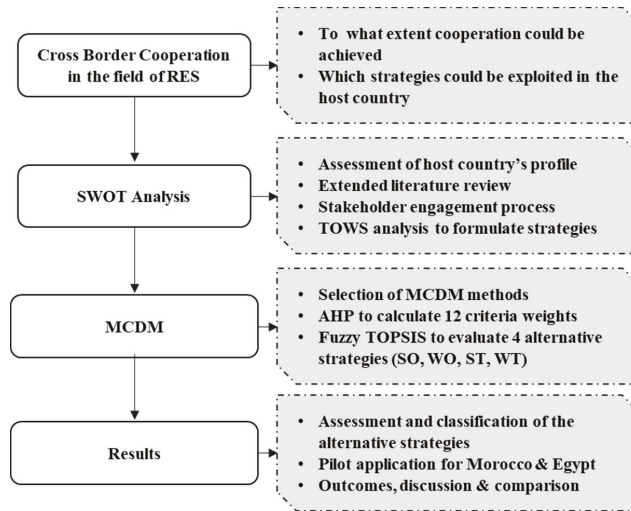 Cross Border Cooperation
in the field of RES
• To what extent cooperation could be
achieved
• Which strategies could be exploited in the
host country
SWOT Analysis
• Assessment of host country's profile
• Extended literature review
• Stakeholder engagement process
• TOWS analysis to formulate strategies
MCDM
• Selection of MCDM methods
• AHP to calculate 12 criteria weights
• Fuzzy TOPSIS to evaluate 4 alternative
strategies (SO, WO, ST, WT)
Results
• Assessment and classification of the
alternative strategies
• Pilot application for Morocco & Egypt
• Outcomes, discussion & comparison